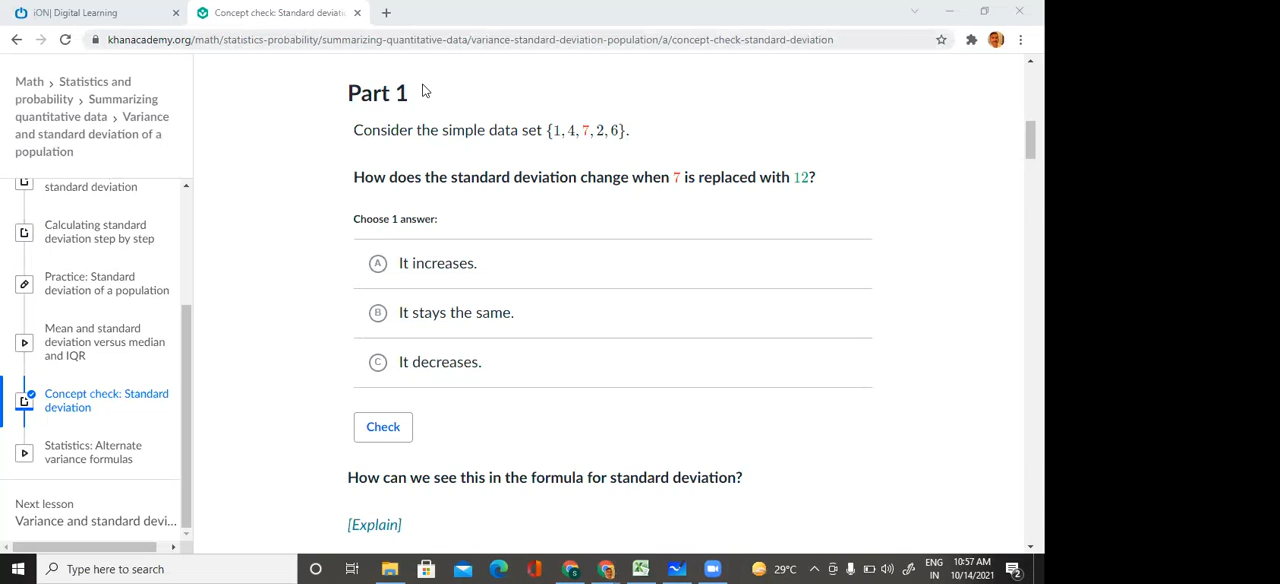 iON| Digital Learning
Concept check: Standard deviati
khanacademy.org/math/statistics-probability/summarizing-quantitative-data/variance-standard-deviation-population/a/concept-check-standard-deviation
Math > Statistics and
probability > Summarizing
quantitative data > Variance
and standard deviation of a
population
standard deviation
Calculating standard
deviation step by step
Practice: Standard
deviation of a population
Mean and standard
deviation versus median
and IQR
Concept check: Standard
deviation
Statistics: Alternate
variance formulas
Next lesson
Variance and standard devi...
Part 1
Consider the simple data set {1, 4, 7, 2, 6}.
How does the standard deviation change when 7 is replaced with 12?
Choose 1 answer:
A It increases.
B It stays the same.
C It decreases.
Check
How can we see this in the formula for standard deviation?
[Explain]
Type here to search
29°C
ENG
IN
10:57 AM
10/14/2021
2